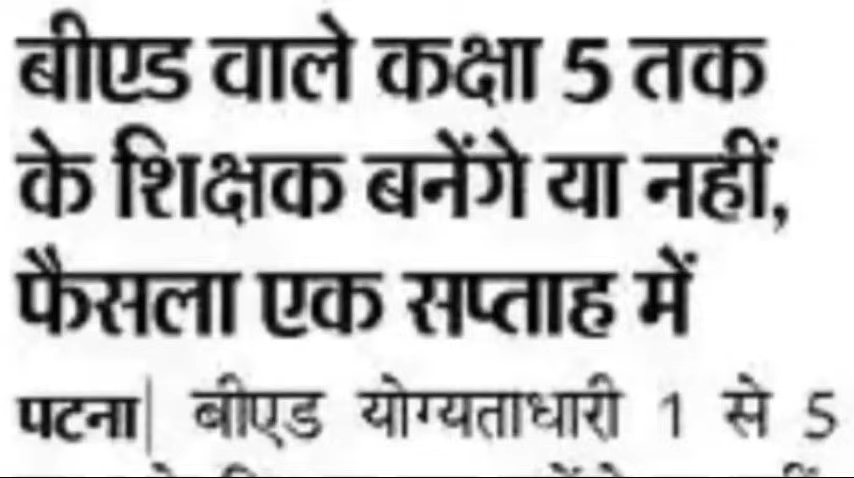 बीएड वाले कक्षा 5 तक
के शिक्षक बनेंगे या नहीं,
फैसला एक सप्ताह में
पटना| बीएड योग्यताधारी 1 से 5